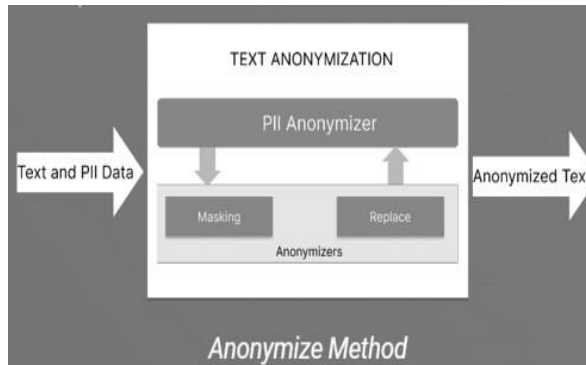 TEXT ANONYMIZATION
PII Anonymizer
Text and PII Data
Anonymized Tex
Masking
Replace
Anonymizers
Anonymize Method